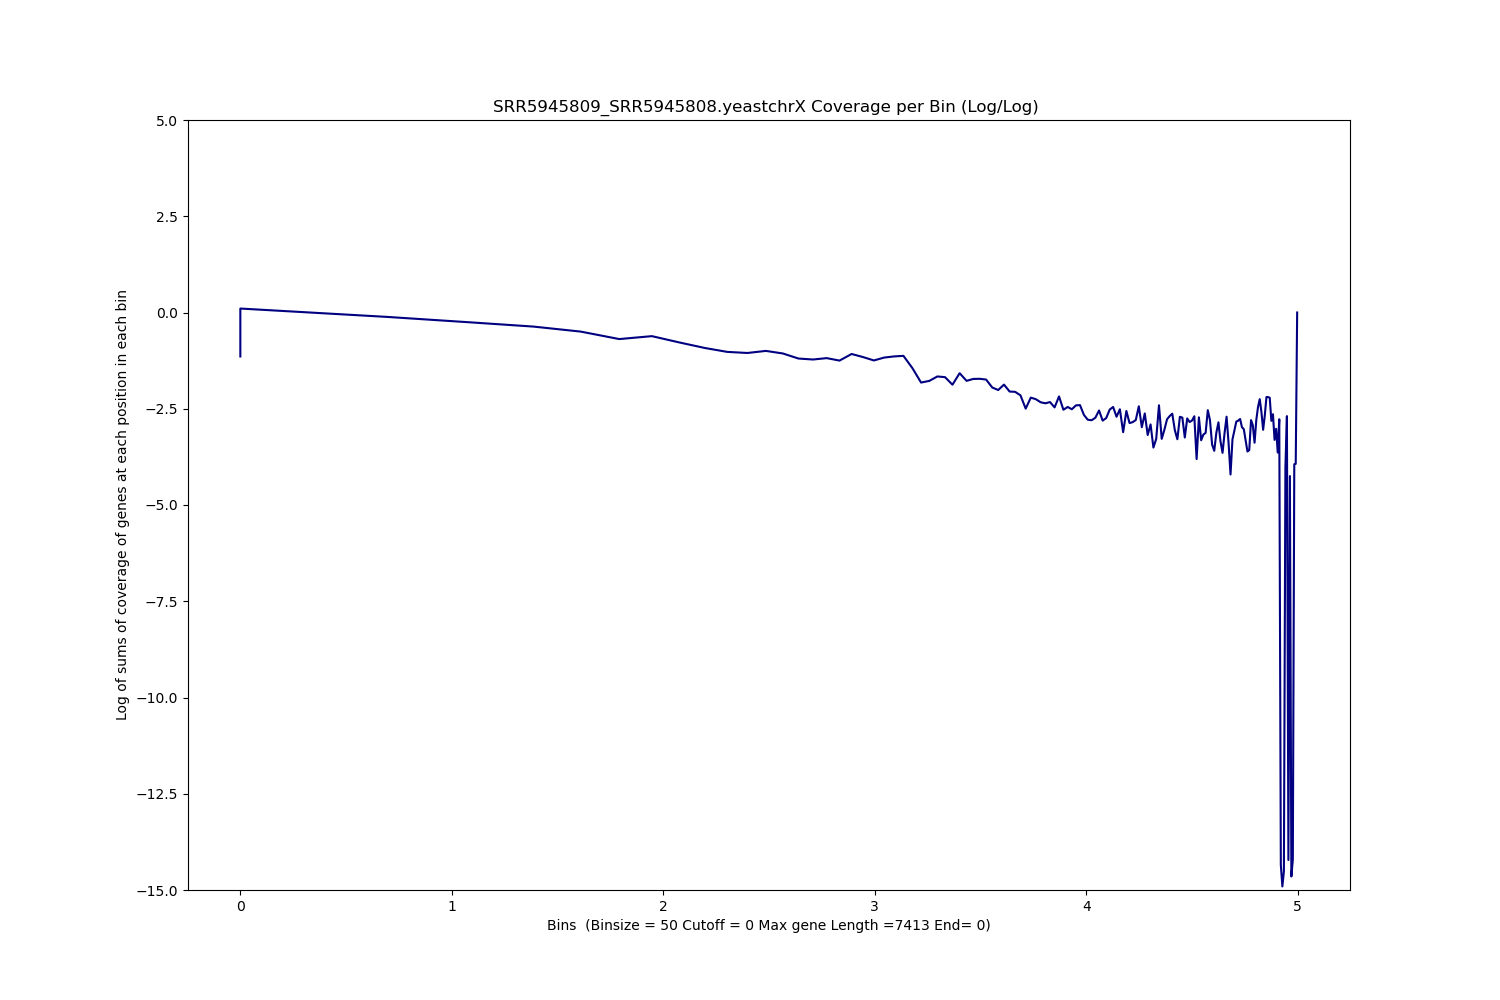 SRR5945809_SRR5945808.yeastchrX Coverage per Bin (Log/Log)
5.0
2.5
0.0
−2.5
−5.0
−7.5
−10.0
−12.5
−15.0
Log of sums of coverage of genes at each position in each bin
0 1 2 3 4 5
Bins  (Binsize = 50 Cutoff = 0 Max gene Length =7413 End= 0)